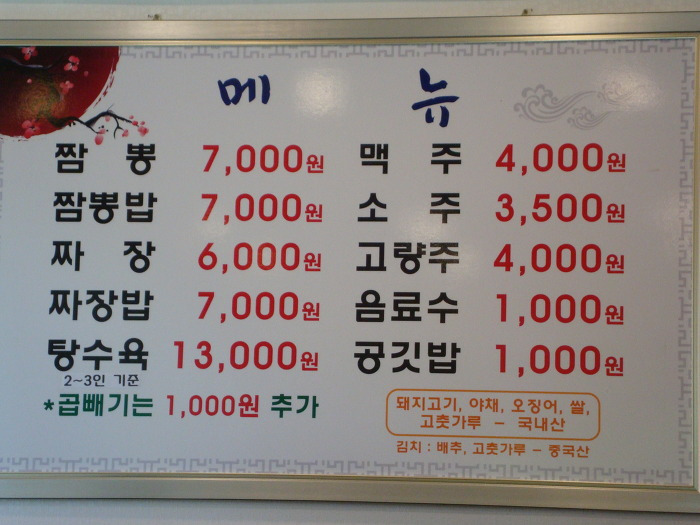 메 뉴
짬 뽕 7,000원
짬뽕밥 7,000원
짜 장 6,000원
짜장밥 7,000원
탕수육 13,000원
2~3인 기준
*곱빼기는 1,000원 추가
맥 주 4,000원
소 주 3,500원
고량주 4,000원
음료수 1,000원
공깃밥 1,000원
돼지고기, 야채, 오징어, 쌀,
고춧가루 - 국내산
김치 : 배추, 고춧가루 - 중국산